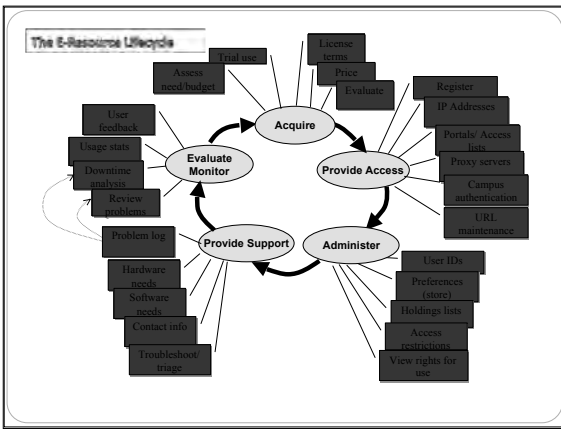 The E-Resource Lifecycle
Trial use
License
terms
Assess
need/budget
Price
Evaluate
Acquire
Register
IP Addresses
Portals/ Access
lists
Proxy servers
Campus
authentication
URL
maintenance
Provide Access
User
feedback
Usage stats
Downtime
analysis
Review
problems
Evaluate
Monitor
Problem log
Hardware
needs
Software
needs
Contact info
Troubleshoot/
triage
Provide Support
Administer
User IDs
Preferences
(store)
Holdings lists
Access
restrictions
View rights for
use